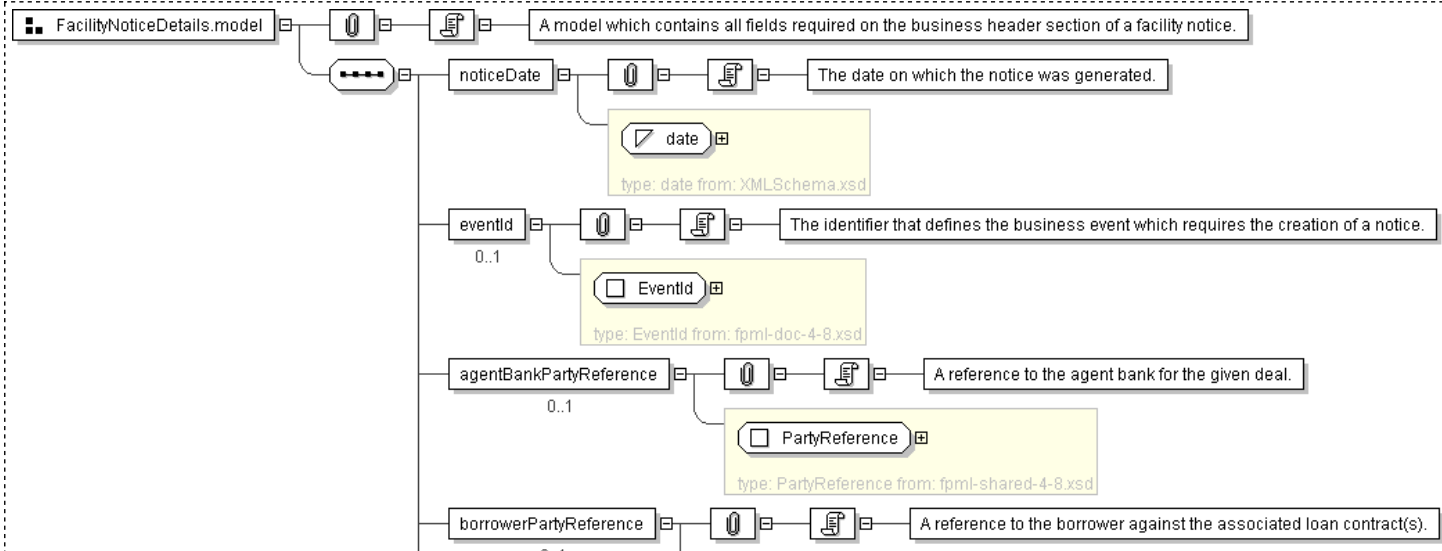 FacilityNoticeDetails.model
A model which contains all fields required on the business header section of a facility notice.
noticeDate
The date on which the notice was generated.
date
type: date from: XMLSchema.xsd
eventId
The identifier that defines the business event which requires the creation of a notice.
0..1
EventId
type: EventId from: fpml-doc-4-8.xsd
agentBankPartyReference
A reference to the agent bank for the given deal.
0..1
PartyReference
type: PartyReference from: fpml-shared-4-8.xsd
borrowerPartyReference
A reference to the borrower against the associated loan contract(s).